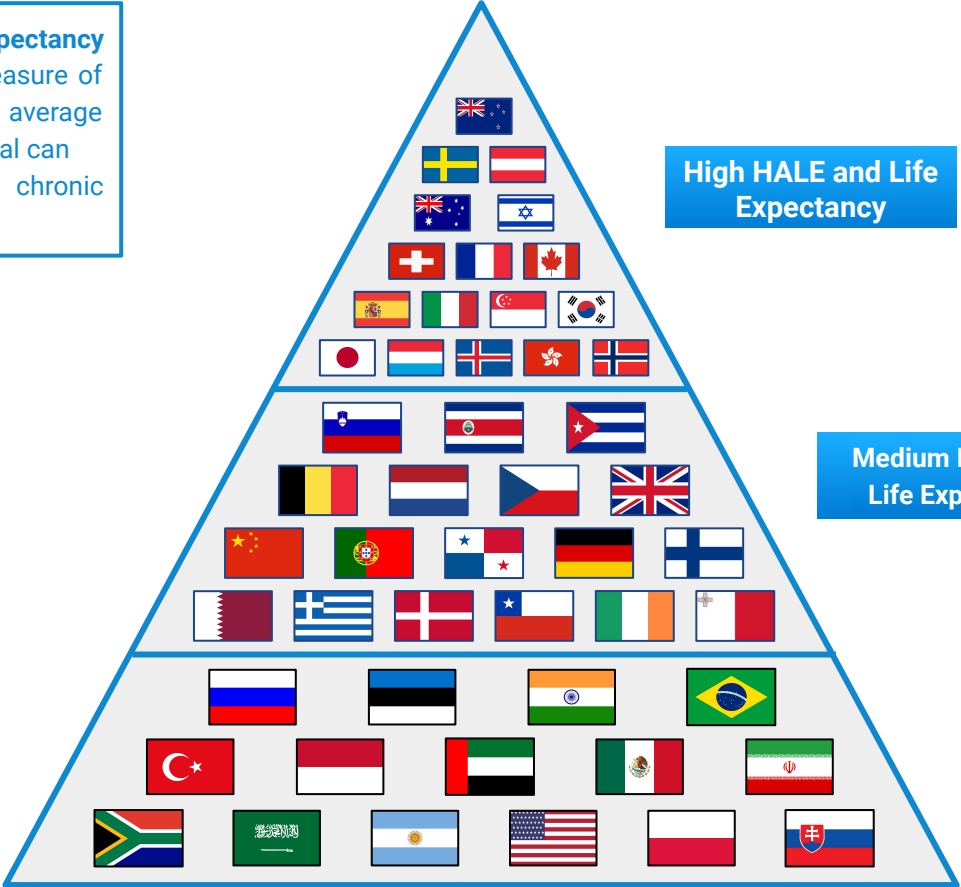 pectancy
easure of
average
al can
chronic
High HALE and Life
Expectancy
Medium
Life Exp